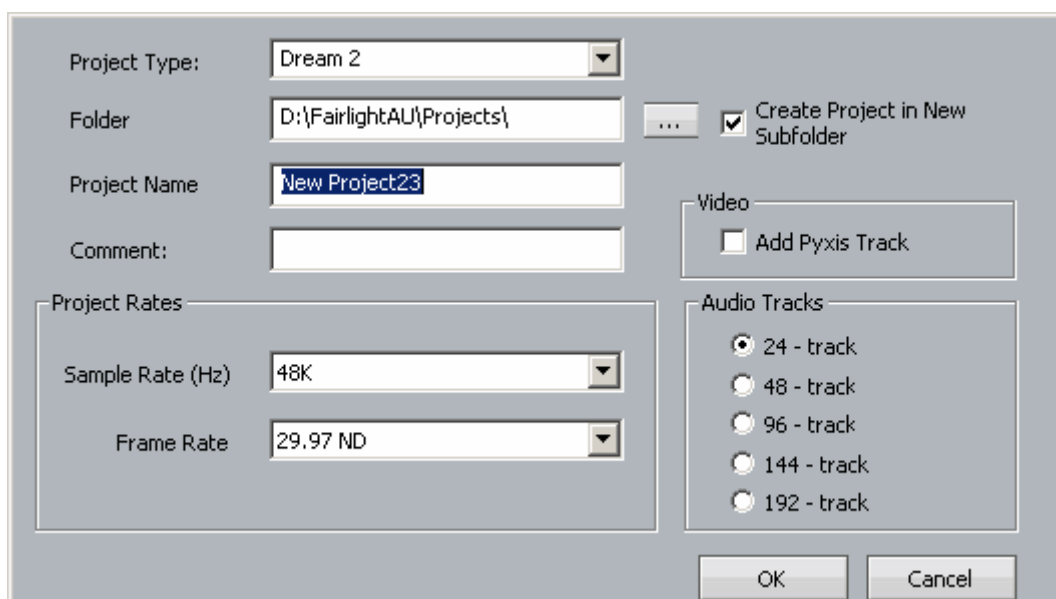 Project Type:
Dream 2
Folder
D:\FairlightAU\Projects\
...
Create Project in New
Subfolder
Project Name
New Project23
Comment:
Video
Add Pyxis Track
Project Rates
Sample Rate (Hz)
48K
Frame Rate
29.97 ND
Audio Tracks
24 - track
48 - track
96 - track
144 - track
192 - track
OK
Cancel